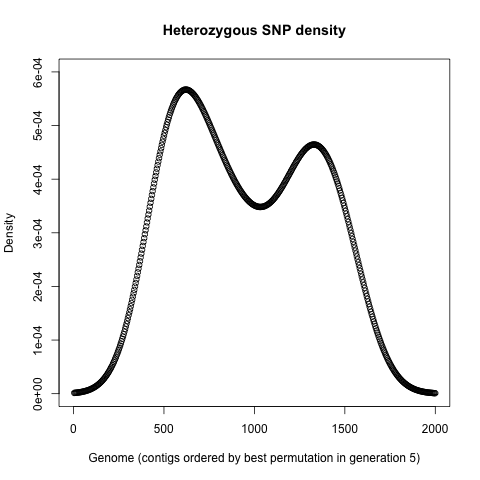 Heterozygous SNP density
6e-04
5e-04
4e-04
3e-04
2e-04
1e-04
0e+00
Density
0 500 1000 1500 2000
Genome (contigs ordered by best permutation in generation 5)